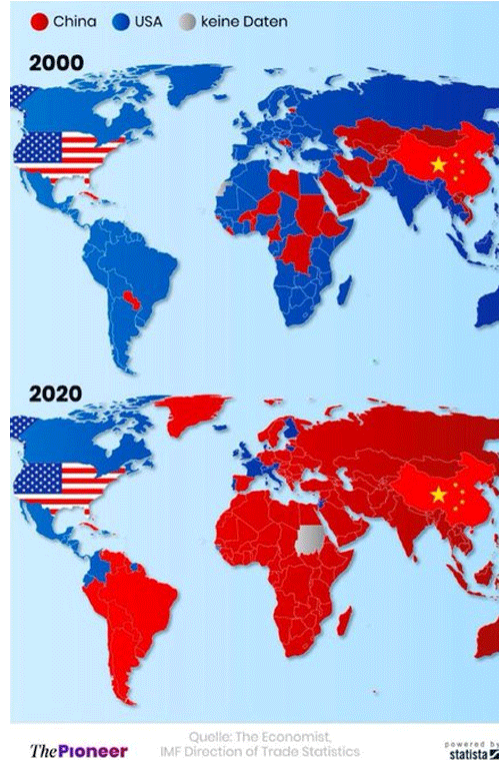 China USA keine Daten
2000
2020
Quelle: The Economist,
IMF Direction of Trade Statistics
ThePioneer
powered by
statista